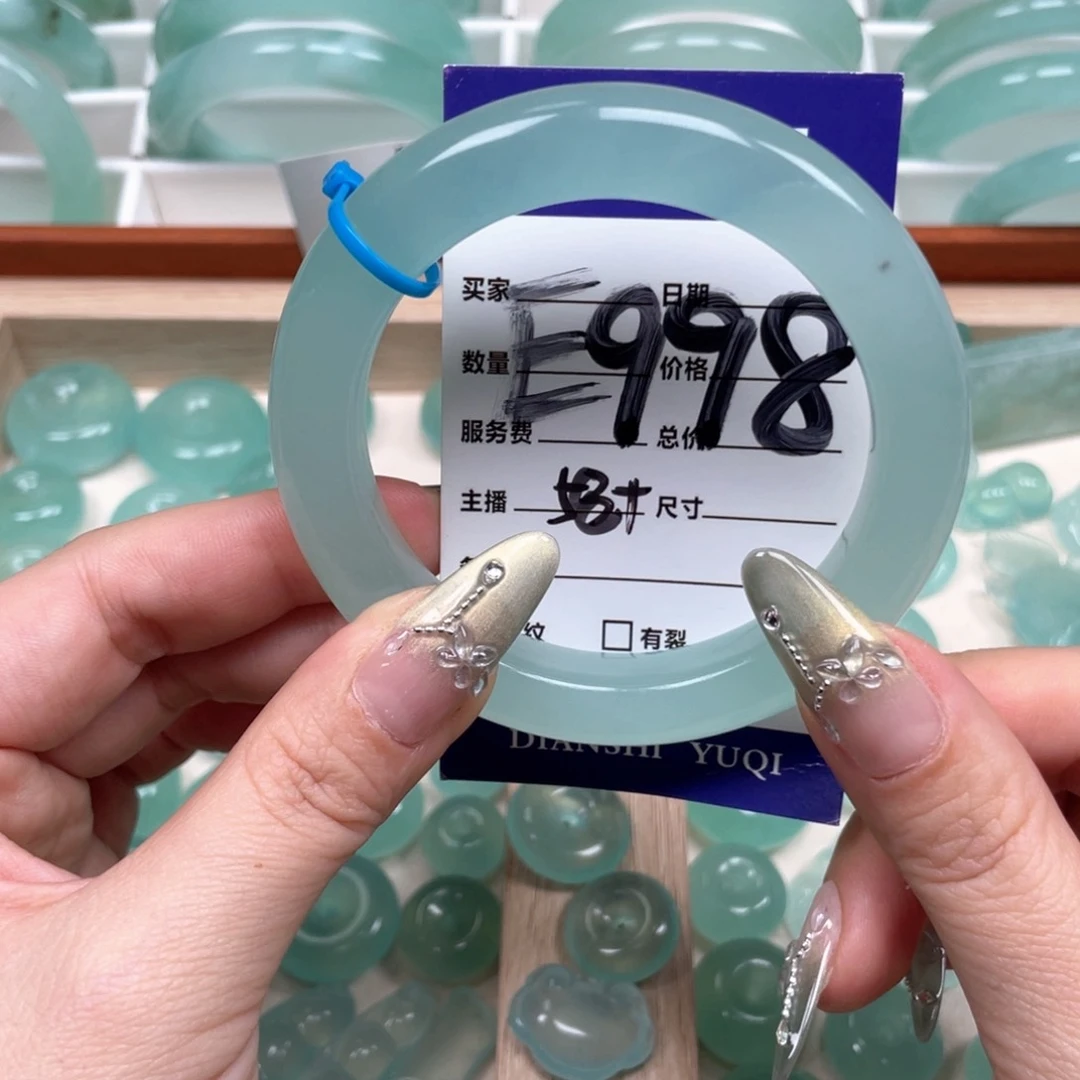 买家 日期
E998
数量 价格
服务费 总价
主播 尺寸
纹 有裂
DIANSHI YUQI